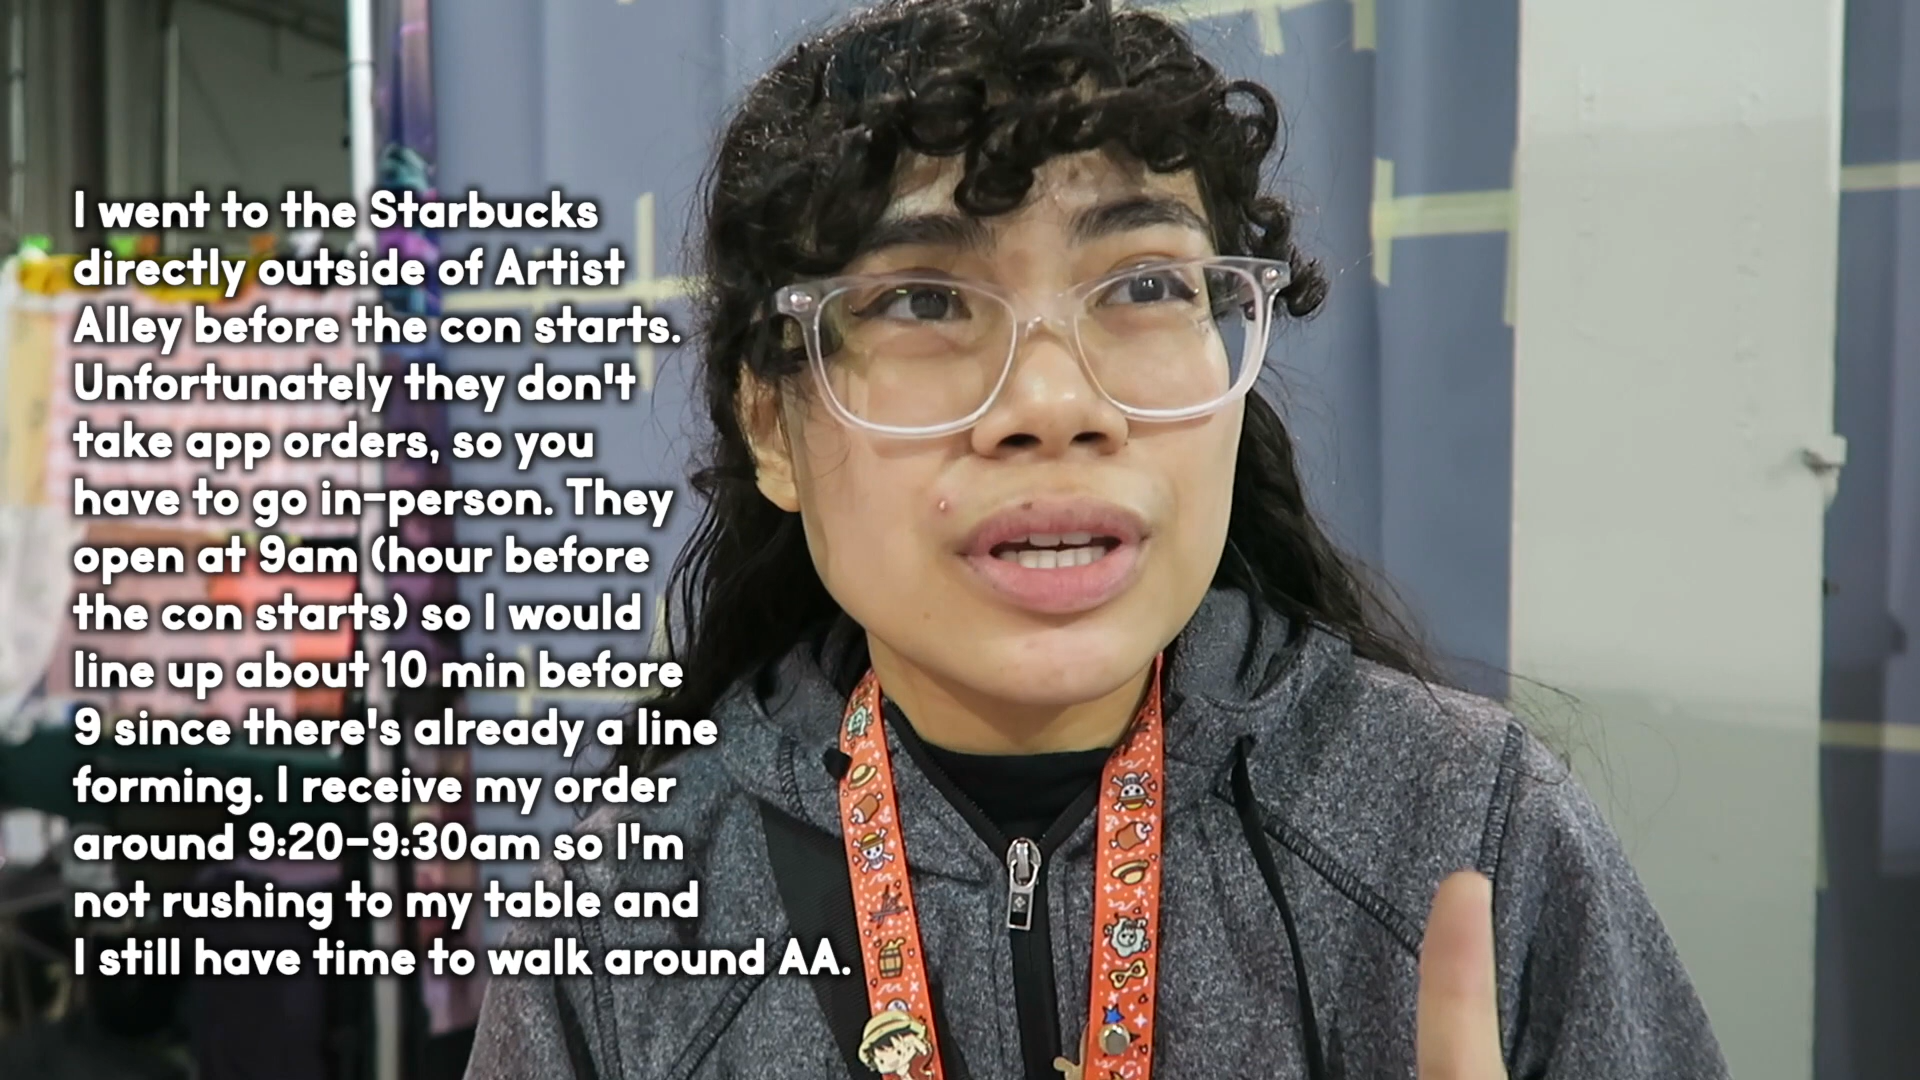 I went to the Starbucks
directly outside of Artist
Alley before the con starts.
Unfortunately they don't
take app orders, so you
have to go in-person. They
open at 9am (hour before
the con starts) so I would
line up about 10 min before
9 since there's already a line
forming. I receive my order
around 9:20-9:30am so I'm
not rushing to my table and
I still have time to walk around AA.